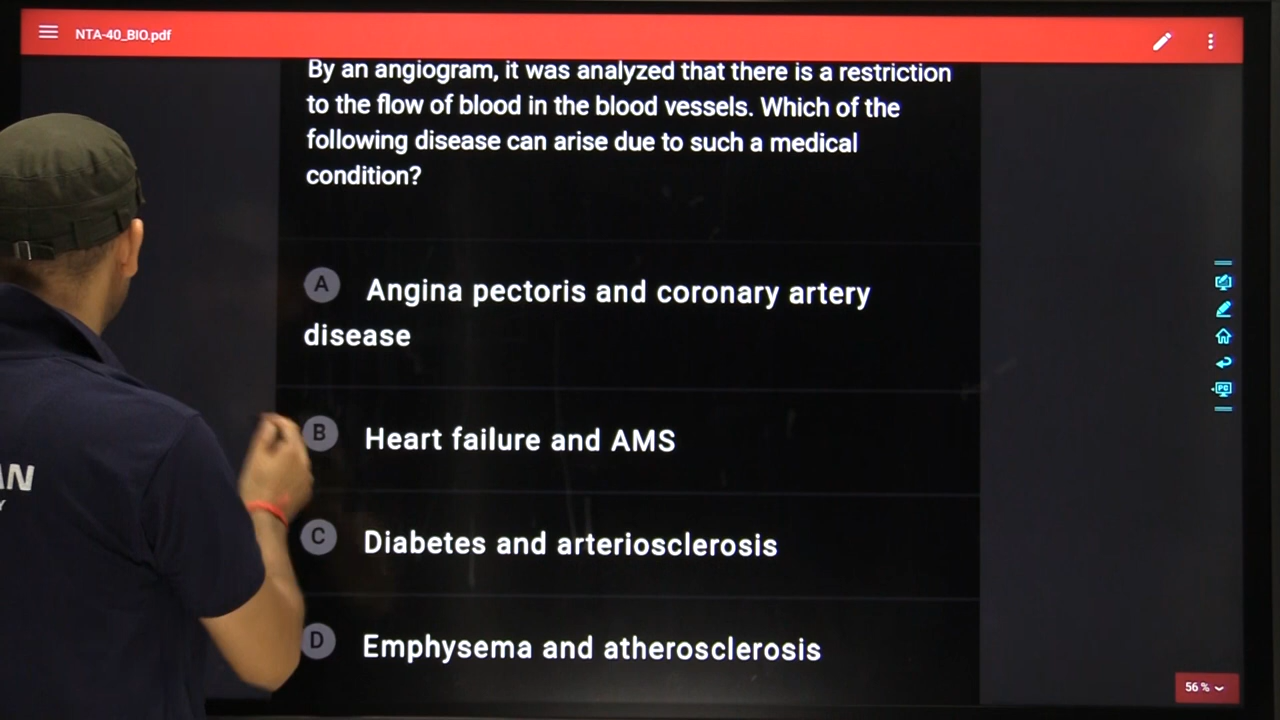 NTA-40_BIO.pdf
By an angiogram, it was analyzed that there is a restriction
to the flow of blood in the blood vessels. Which of the
following disease can arise due to such a medical
condition?
A Angina pectoris and coronary artery
disease
B Heart failure and AMS
C Diabetes and arteriosclerosis
D Emphysema and atherosclerosis
AN
Y
PC
56 %